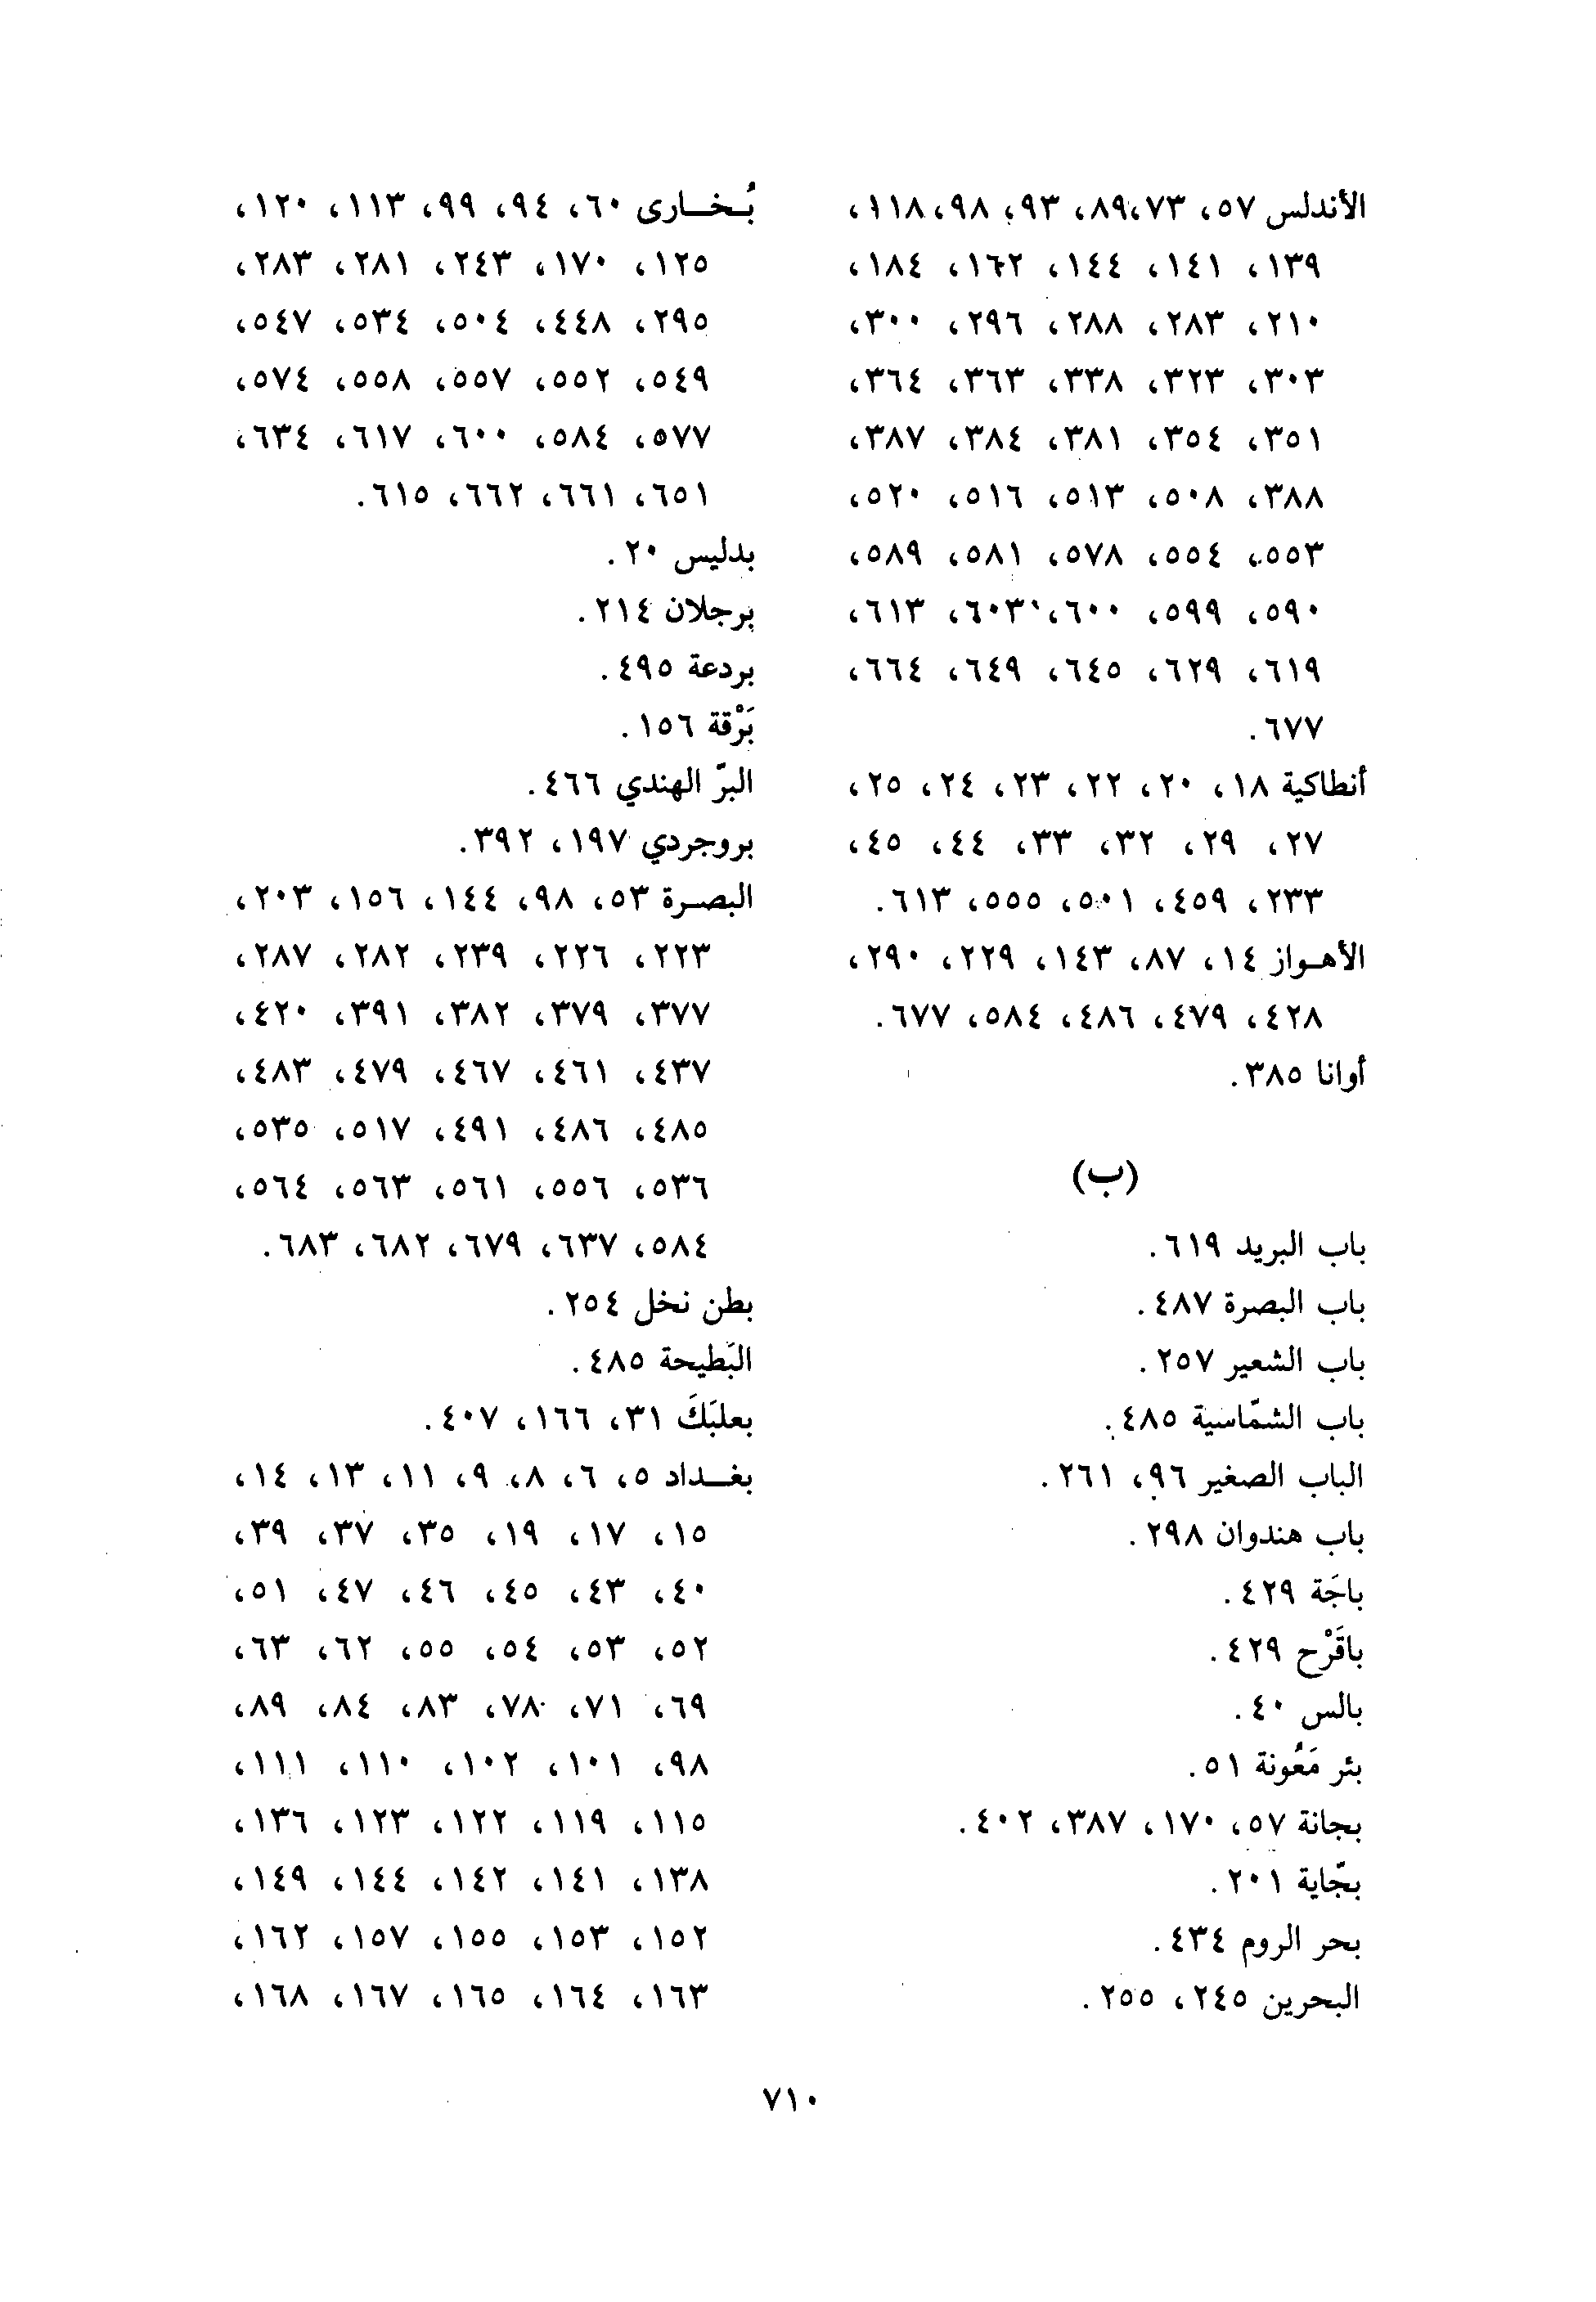 الأندلس ٥٧، ٧٣،٨٩، ٩٣، ٩٨،١١٨،
١٣٩، ١٤١، ١٤٤، ١٦٢، ١٨٤،
٢١٠، ٢٨٣، ٢٨٨، ٢٩٦، ٣٠٠،
٣٠٣، ٣٢٣، ٣٣٨، ٣٦٣، ٣٦٤،
٣٥١، ٣٥٤، ٣٨١، ٣٨٤، ٣٨٧،
٣٨٨، ٥٠٨، ٥١٣، ٥١٦، ٥٢٠،
٥٥٣، ٥٥٤، ٥٧٨، ٥٨١، ٥٨٩،
٥٩٠، ٥٩٩، ٦٠٠، ٦٠٣، ٦١٣،
٦١٩، ٦٢٩، ٦٤٥، ٦٤٩، ٦٦٤،
٦٧٧.
أنطاكية ١٨، ٢٠، ٢٢، ٢٣، ٢٤، ٢٥،
٢٧، ٢٩، ٣٢، ٣٣، ٤٤، ٤٥،
٢٣٣، ٤٥٩، ٥٠١، ٥٥٥، ٦١٣.
الأهـواز ١٤، ٨٧، ١٤٣، ٢٢٩، ٢٩٠،
٤٢٨، ٤٧٩، ٤٨٦، ٥٨٤، ٦٧٧.
أوانا ٣٨٥.
(ب)
باب البريد ٦١٩.
باب البصرة ٤٨٧.
باب الشعير ٢٥٧.
باب الشمّاسية ٤٨٥.
الباب الصغير ٩٦، ٢٦١.
باب هندوان ٢٩٨.
باجَة ٤٢٩.
باقَرْح ٤٢٩.
بالس ٤٠.
بئر مَعُونة ٥١.
بجانة ٥٧، ١٧٠، ٣٨٧، ٤٠٢.
بجّاية ٢٠١.
بحر الروم ٤٣٤.
البحرين ٢٤٥، ٢٥٥.
بُـخـــارى ٦٠، ٩٤، ٩٩، ١١٣، ١٢٠،
١٢٥، ١٧٠، ٢٤٣، ٢٨١، ٢٨٣،
٢٩٥، ٤٤٨، ٥٠٤، ٥٣٤، ٥٤٧،
٥٤٩، ٥٥٢، ٥٥٧، ٥٥٨، ٥٧٤،
٥٧٧، ٥٨٤، ٦٠٠، ٦١٧، ٦٣٤،
٦٥١، ٦٦١، ٦٦٢، ٦١٥.
بدليس ٢٠.
برجلان ٢١٤.
بردعة ٤٩٥.
بَرْقة ١٥٦.
البرّ الهندي ٤٦٦.
بروجردي ١٩٧، ٣٩٢.
البصـرة ٥٣، ٩٨، ١٤٤، ١٥٦، ٢٠٣،
٢٢٣، ٢٢٦، ٢٣٩، ٢٨٢، ٢٨٧،
٣٧٧، ٣٧٩، ٣٨٢، ٣٩١، ٤٢٠،
٤٣٧، ٤٦١، ٤٦٧، ٤٧٩، ٤٨٣،
٤٨٥، ٤٨٦، ٤٩١، ٥١٧، ٥٣٥،
٥٣٦، ٥٥٦، ٥٦١، ٥٦٣، ٥٦٤،
٥٨٤، ٦٣٧، ٦٧٩، ٦٨٢، ٦٨٣.
بطن نخل ٢٥٤.
البَطيحة ٤٨٥.
بعلبَكَ ٣١، ١٦٦، ٤٠٧.
بغـــداد ٥، ٦، ٨، ٩، ١١، ١٣، ١٤،
١٥، ١٧، ١٩، ٣٥، ٣٧، ٣٩،
٤٠، ٤٣، ٤٥، ٤٦، ٤٧، ٥١،
٥٢، ٥٣، ٥٤، ٥٥، ٦٢، ٦٣،
٦٩، ٧١، ٧٨، ٨٣، ٨٤، ٨٩،
٩٨، ١٠١، ١٠٢، ١١٠، ١١١،
١١٥، ١١٩، ١٢٢، ١٢٣، ١٣٦،
١٣٨، ١٤١، ١٤٢، ١٤٤، ١٤٩،
١٥٢، ١٥٣، ١٥٥، ١٥٧، ١٦٢،
١٦٣، ١٦٤، ١٦٥، ١٦٧، ١٦٨،
٧١٠